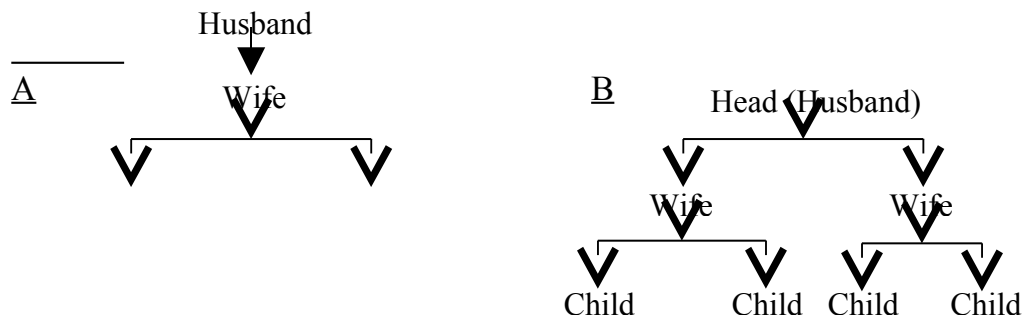 Husband
A
Wife
B
Head (Husband)
Wife Wife
Child Child Child Child